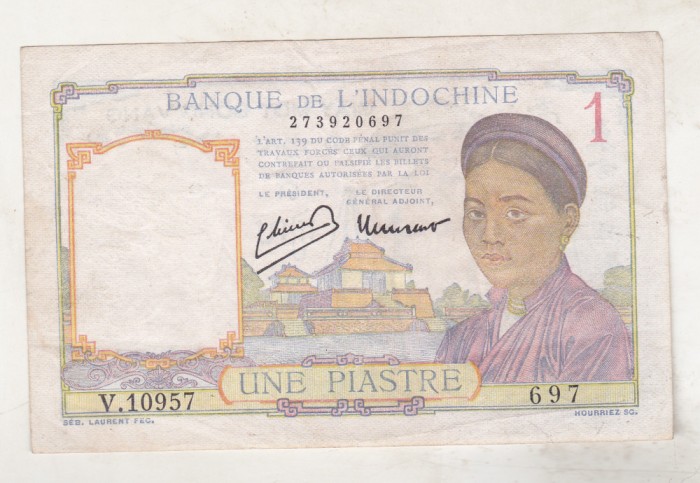 BANQUE DE L'INDOCHINE
1
273920697
L'ART. 139 DU CODE PÉNAL PUNIT DES
TRAVAUX FORCÉS CEUX QUI AURONT
CONTREFAIT OU FALSIFIÉ LES BILLETS
DE BANQUES AUTORISÉES PAR LA LOI
LE PRÉSIDENT,
LE DIRECTEUR
GÉNÉRAL ADJOINT,
UNE PIASTRE
V.10957
697
SÉB. LAURENT FEC.
HOURRIEZ SC.